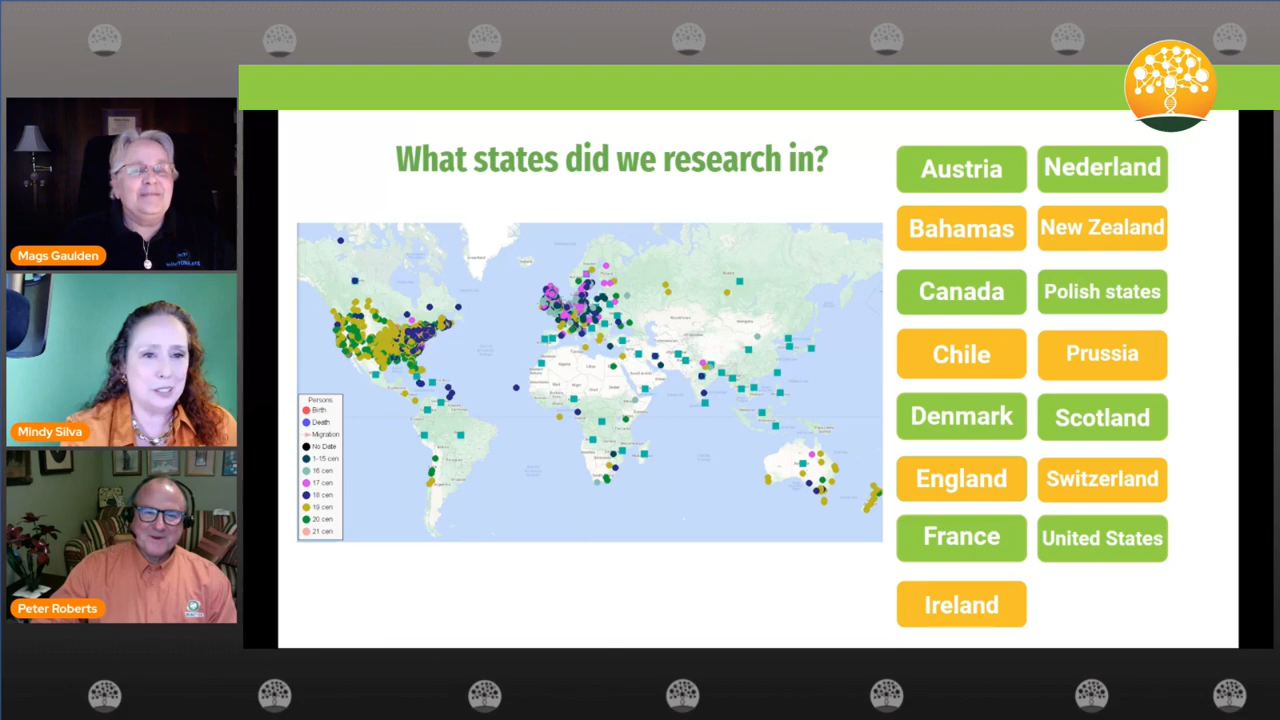 What states did we research in?
Mags Gaulden
Mindy Silva
Peter Roberts
Persons
Birth
Death
Migration
No Date
1-15 cen
16 cen
17 cen
18 cen
19 cen
20 cen
21 cen
Austria
Nederland
Bahamas
New Zealand
Canada
Polish states
Chile
Prussia
Denmark
Scotland
England
Switzerland
France
United States
Ireland